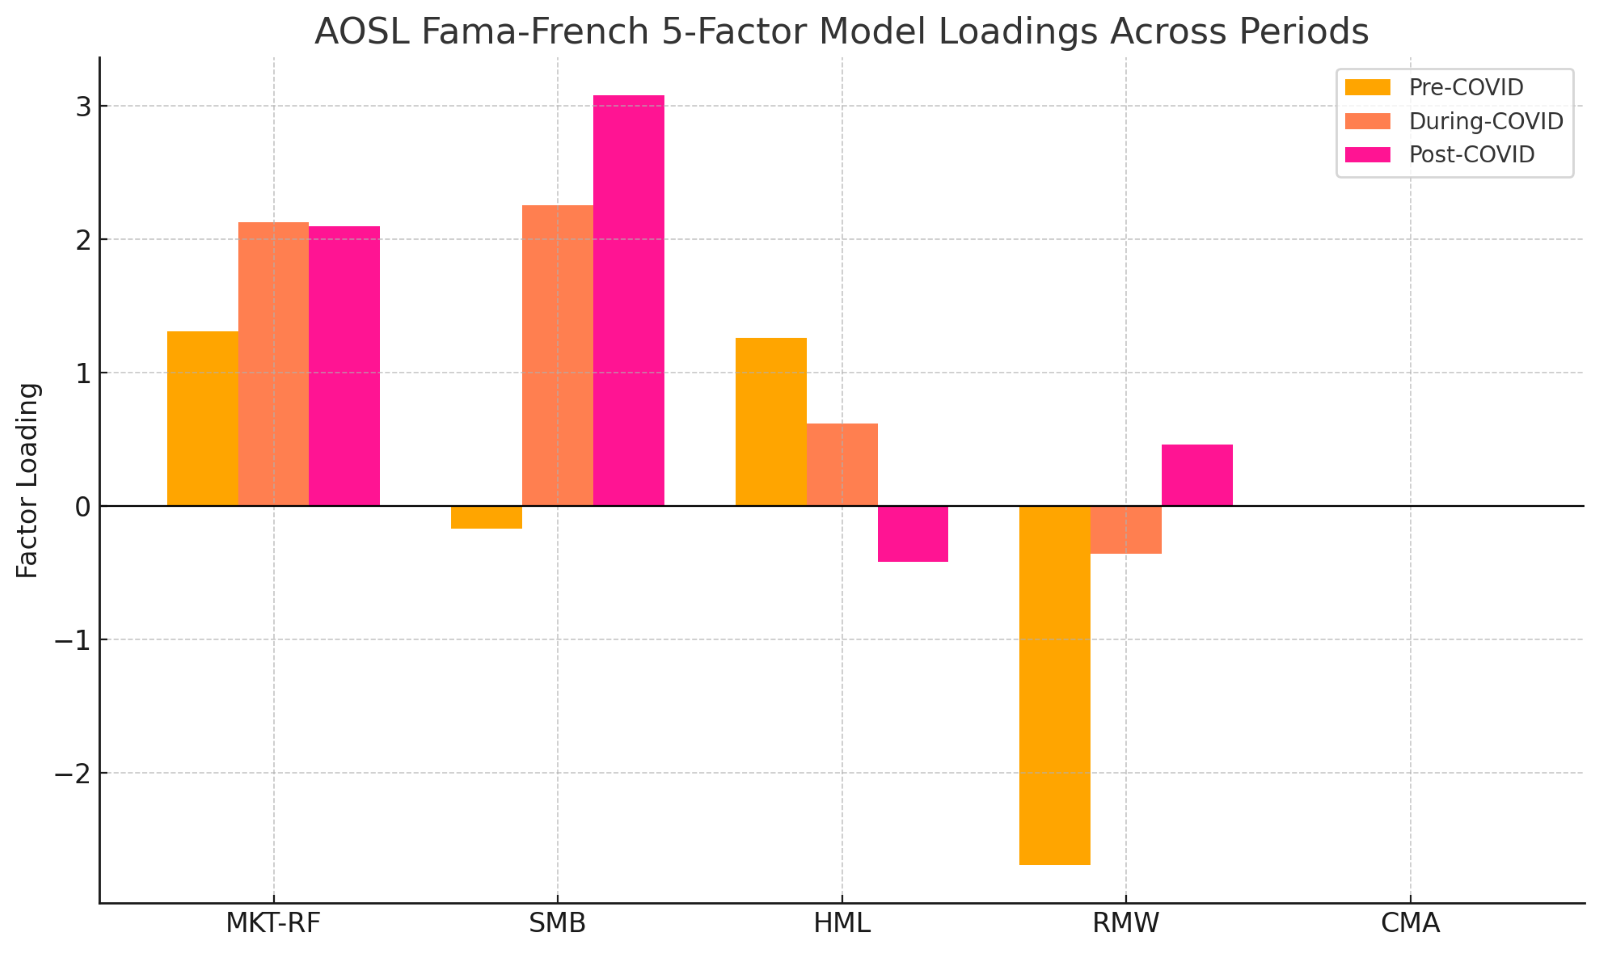 AOSL Fama-French 5-Factor Model Loadings Across Periods
Pre-COVID
During-COVID
Post-COVID
Factor Loading
3
2
1
0
−1
−2
MKT-RF
SMB
HML
RMW
CMA